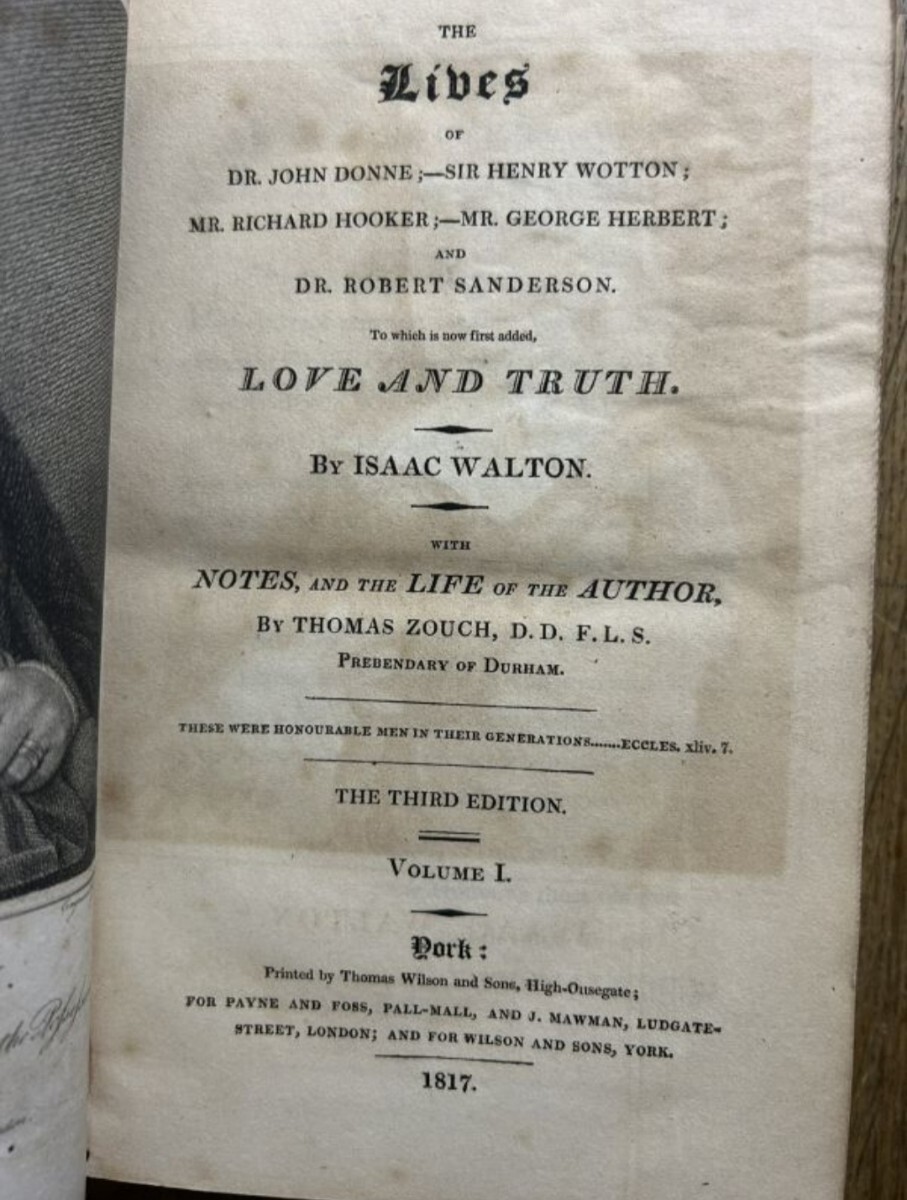 THE
Lives
OF
DR. JOHN DONNE;—SIR HENRY WOTTON;
MR. RICHARD HOOKER;—MR. GEORGE HERBERT;
AND
DR. ROBERT SANDERSON.
To which is now first added,
LOVE AND TRUTH.
BY ISAAC WALTON.
WITH
NOTES, AND THE LIFE OF THE AUTHOR,
BY THOMAS ZOUCH, D.D. F.L.S.
PREBENDARY OF DURHAM.
THESE WERE HONOURABLE MEN IN THEIR GENERATIONS.......ECCLES. xliv. 7.
THE THIRD EDITION.
VOLUME I.
York:
Printed by Thomas Wilson and Sons, High-Ousegate;
FOR PAYNE AND FOSS, PALL-MALL, AND J. MAWMAN, LUDGATE-
STREET, LONDON; AND FOR WILSON AND SONS, YORK.
1817.